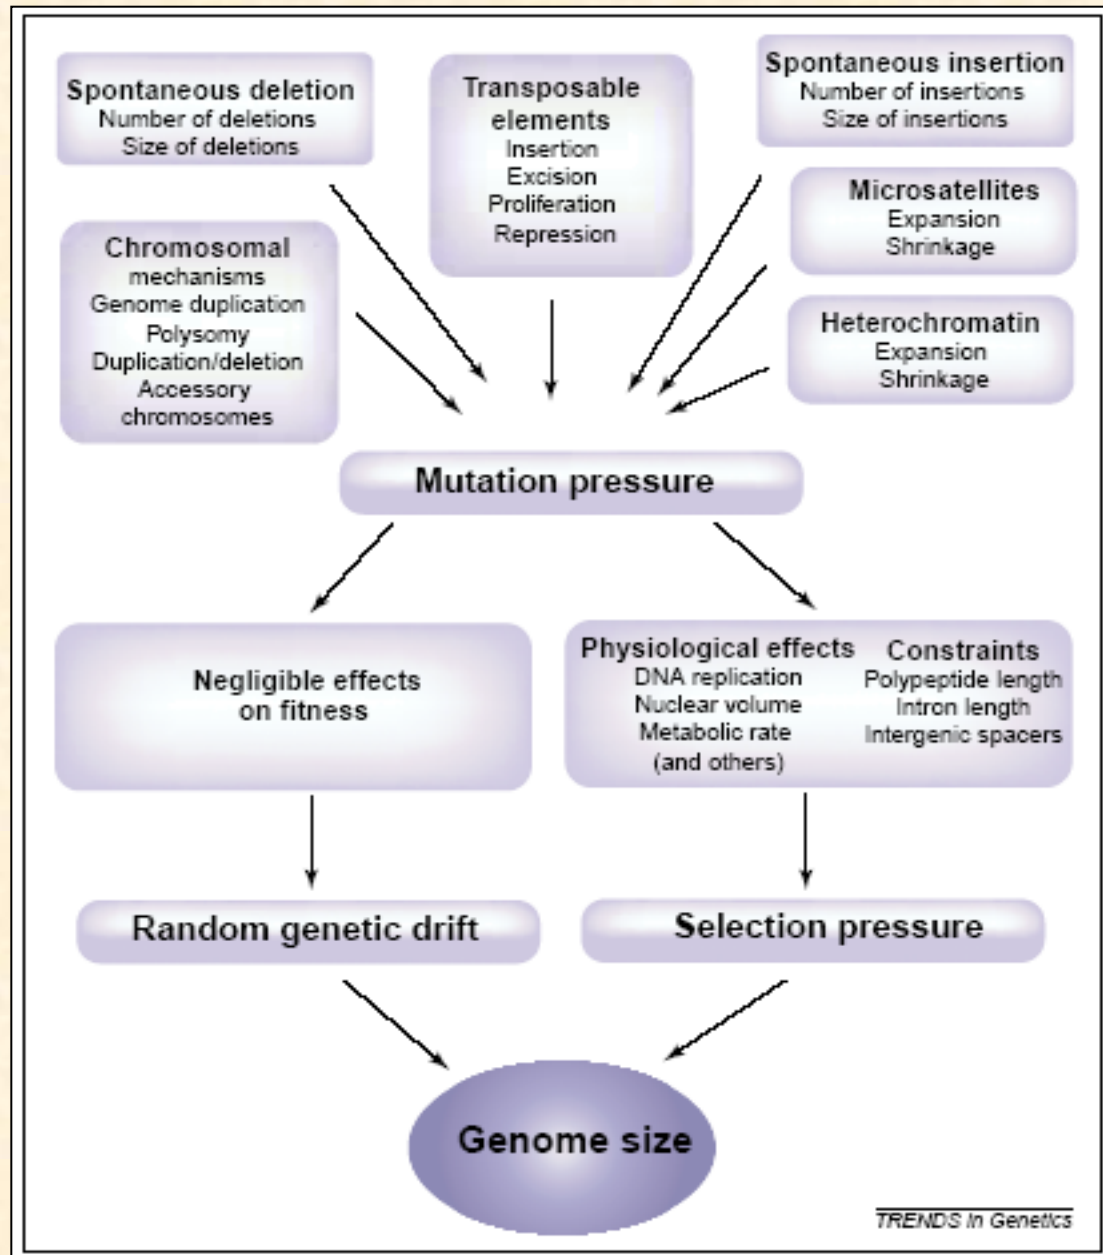 Spontaneous deletion
Number of deletions
Size of deletions
Transposable
elements
Insertion
Excision
Proliferation
Repression
Spontaneous insertion
Number of insertions
Size of insertions
Microsatellites
Expansion
Shrinkage
Chromosomal
mechanisms
Genome duplication
Polysomy
Duplication/deletion
Accessory
chromosomes
Heterochromatin
Expansion
Shrinkage
Mutation pressure
Negligible effects
on fitness
Physiological effects
DNA replication
Nuclear volume
Metabolic rate
(and others)
Constraints
Polypeptide length
Intron length
Intergenic spacers
Random genetic drift
Selection pressure
Genome size
TRENDS in Genetics